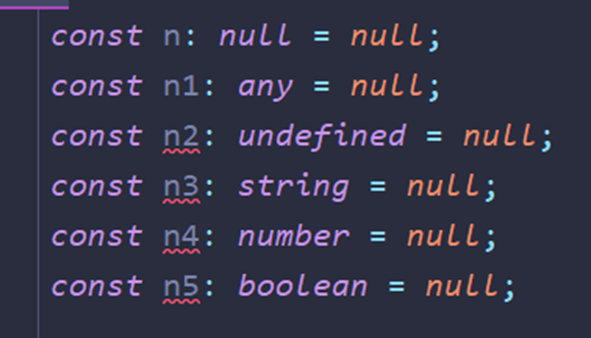 const n: null = null;
const n1: any = null;
const n2: undefined = null;
const n3: string = null;
const n4: number = null;
const n5: boolean = null;